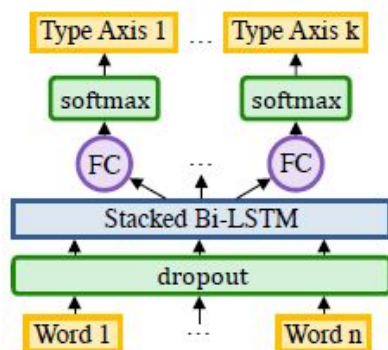 Type Axis 1 ... Type Axis k
softmax softmax
FC ... FC
Stacked Bi-LSTM
dropout
Word 1 ... Word n